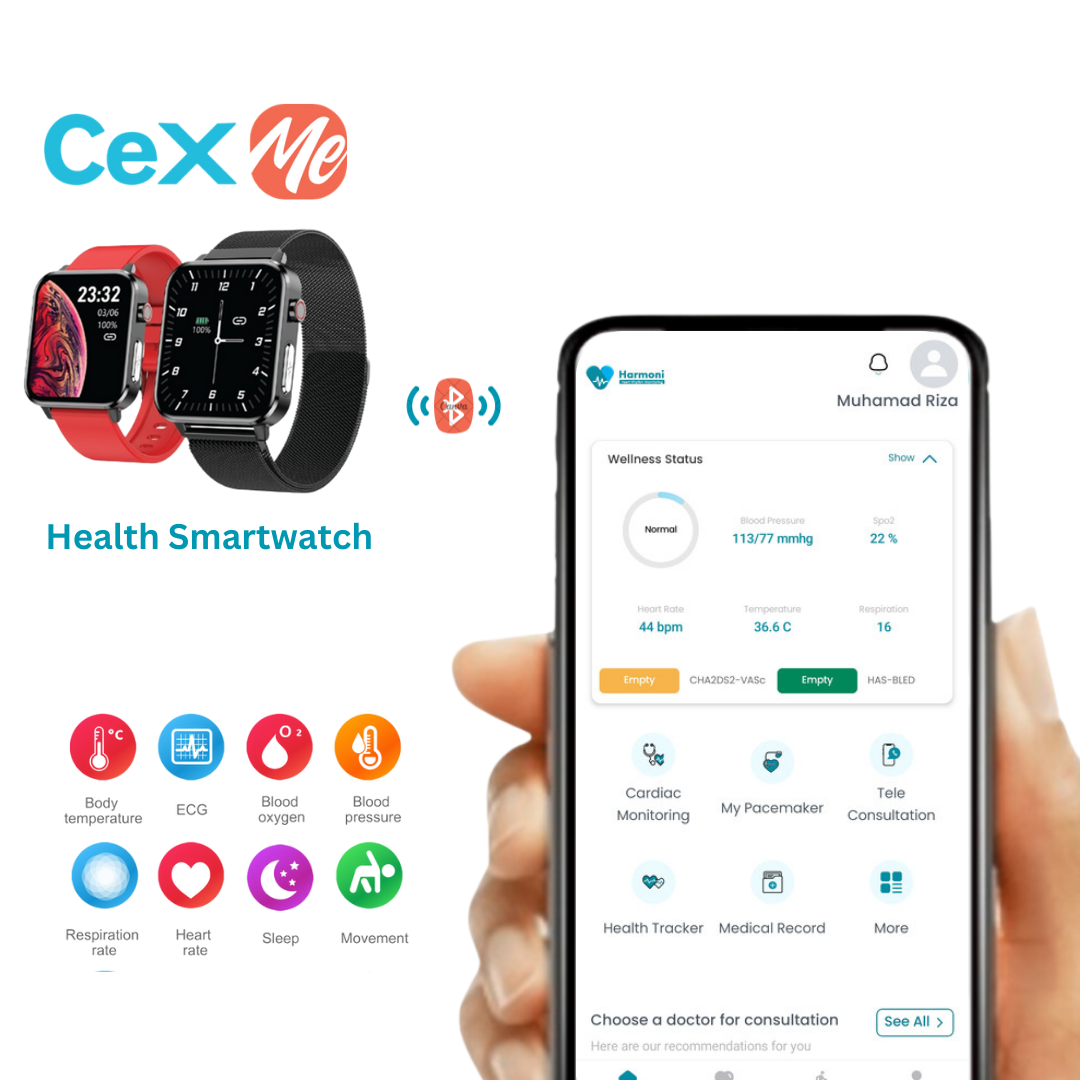 CeX Me
23:32
03/06
100%
12
11
1
10
2
100%
9
3
8
4
7
6
5
Canva
Health Smartwatch
°C
O 2
Body
temperature
ECG
Blood
oxygen
Blood
pressure
Respiration
rate
Heart
rate
Sleep
Movement
Harmoni
Muhamad Riza
Wellness Status
Show
Normal
Blood Pressure
113/77 mmhg
Spo2
22 %
Heart Rate
44 bpm
Temperature
36.6 C
Respiration
16
Empty
CHA2DS2-VASc
Empty
HAS-BLED
Cardiac
Monitoring
My Pacemaker
Tele
Consultation
Health Tracker
Medical Record
More
Choose a doctor for consultation
See All >
Here are our recommendations for you